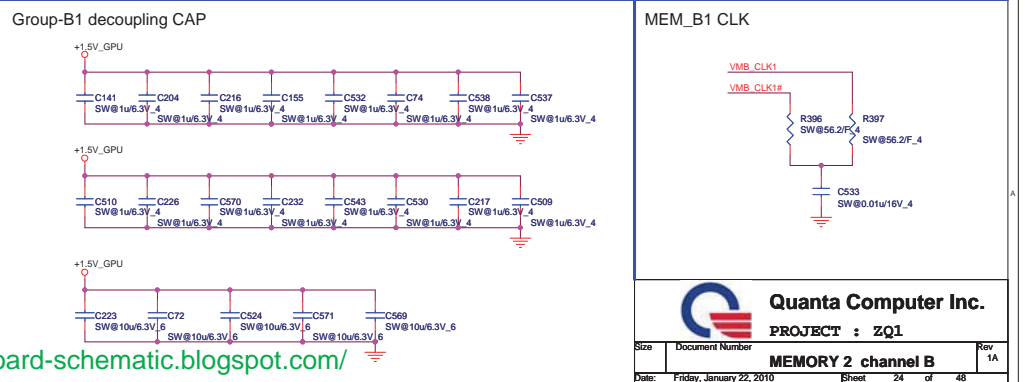 Group-B1 decoupling CAP
+1.5V_GPU
C141
SW@1u/6.3V_4
C204
SW@1u/6.3V_4
C216
SW@1u/6.3V_4
C155
SW@1u/6.3V_4
C532
SW@1u/6.3V_4
C74
SW@1u/6.3V_4
C538
SW@1u/6.3V_4
C537
SW@1u/6.3V_4
+1.5V_GPU
C510
SW@1u/6.3V_4
C226
SW@1u/6.3V_4
C570
SW@1u/6.3V_4
C232
SW@1u/6.3V_4
C543
SW@1u/6.3V_4
C530
SW@1u/6.3V_4
C217
SW@1u/6.3V_4
C509
SW@1u/6.3V_4
+1.5V_GPU
C223
SW@10u/6.3V_6
C72
SW@10u/6.3V_6
C524
SW@10u/6.3V_6
C571
SW@10u/6.3V_6
C569
SW@10u/6.3V_6
ard-schematic.blogspot.com/
MEM_B1 CLK
VMB_CLK1
VMB_CLK1#
R396
SW@56.2/F_4
R397
SW@56.2/F_4
C533
SW@0.01u/16V_4
A
Quanta Computer Inc.
PROJECT : ZQ1
Size
Document Number
Rev
MEMORY 2 channel B
1A
Date: Friday, January 22, 2010
Sheet 24 of 48